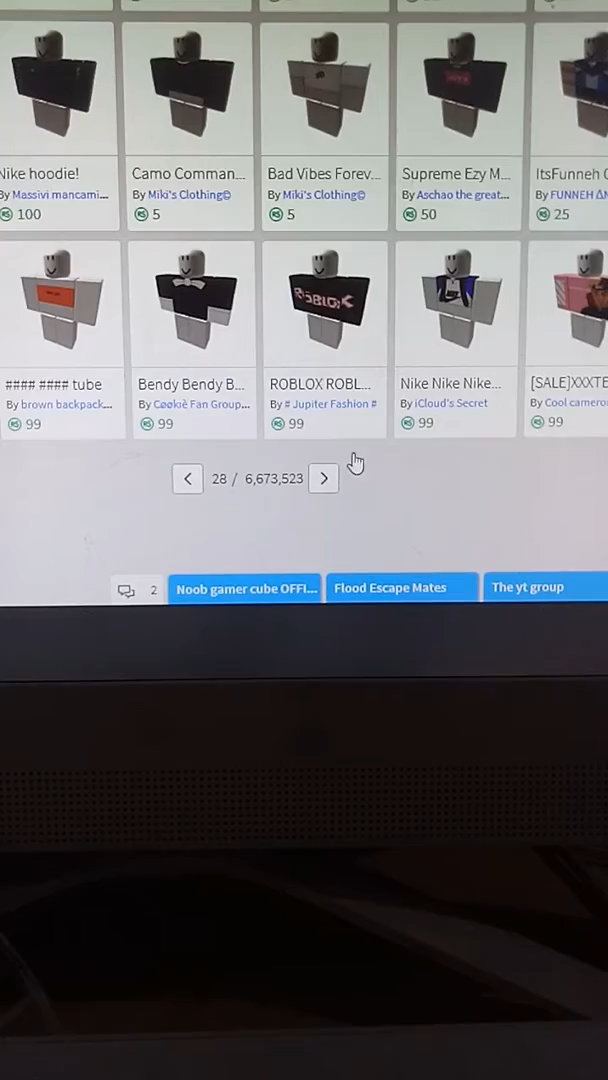 Nike hoodie!
By Massivi mancami...
100
Camo Comman...
By Miki's Clothing©
5
Bad Vibes Forev...
By Miki's Clothing©
5
Supreme Ezy M...
By Aschao the great...
50
ItsFunneh
By FUNNEH
25
#### #### tube
By brown backpack...
99
Bendy Bendy B...
By Cøøkiè Fan Group...
99
ROBLOX
ROBLOX ROBL...
By # Jupiter Fashion #
99
Nike Nike Nike...
By iCloud's Secret
99
[SALE]XXXTE
By Cool camero
99
28 / 6,673,523
2
Noob gamer cube OFFI...
Flood Escape Mates
The yt group